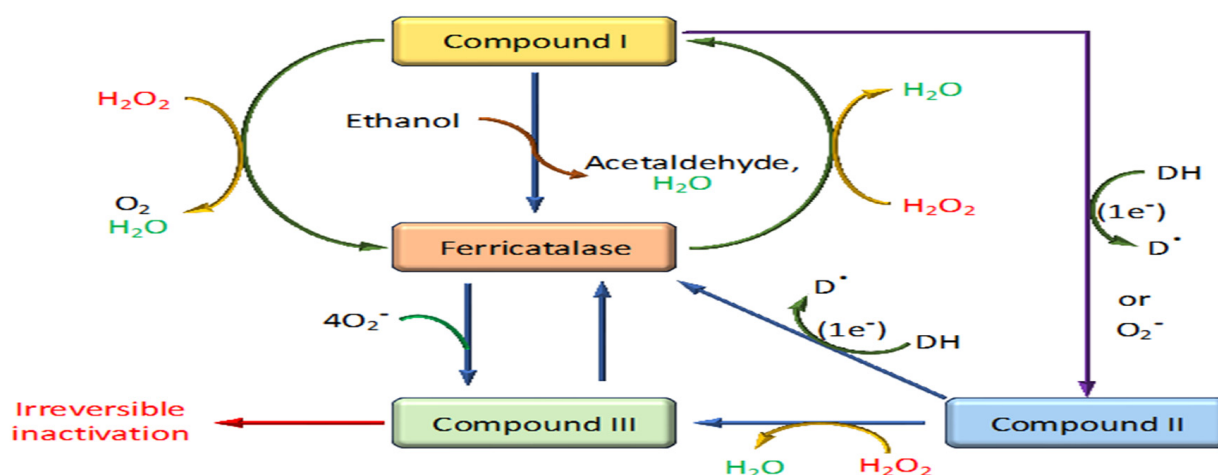 Compound I
H₂O₂
H₂O
Ethanol
Acetaldehyde,
H₂O
DH
(1e⁻)
D•
O₂
H₂O
H₂O₂
Ferricatalase
D•
(1e⁻)
DH
or
O₂⁻
4O₂⁻
Irreversible
inactivation
Compound III
Compound II
H₂O
H₂O₂